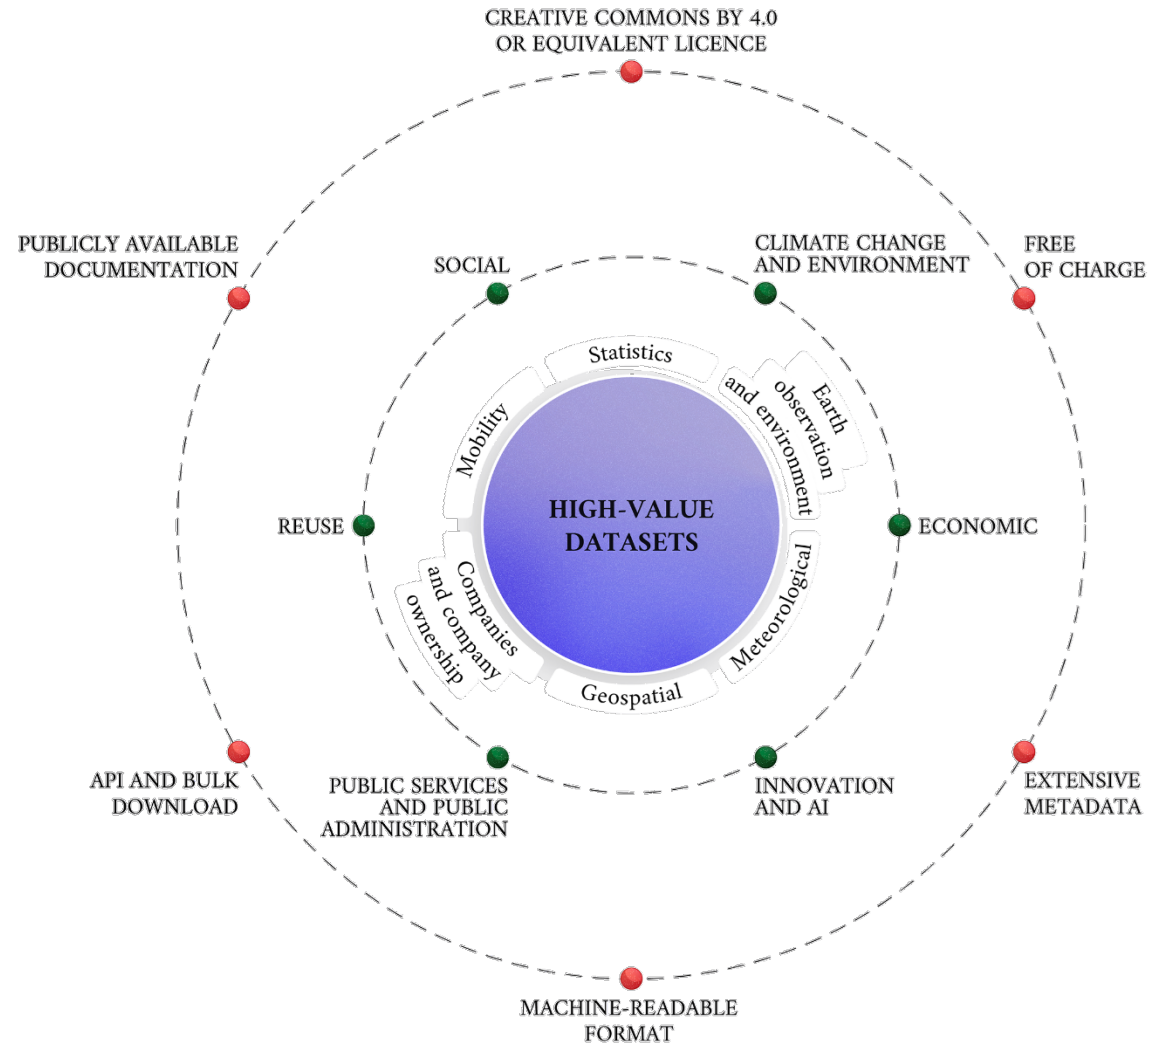 CREATIVE COMMONS BY 4.0
OR EQUIVALENT LICENCE
PUBLICLY AVAILABLE
DOCUMENTATION
SOCIAL
CLIMATE CHANGE
AND ENVIRONMENT
FREE
OF CHARGE
Statistics
Earth
observation
and environment
Mobility
HIGH-VALUE
DATASETS
REUSE
ECONOMIC
Companies
and company
ownership
Meteorological
Geospatial
API AND BULK
DOWNLOAD
PUBLIC SERVICES
AND PUBLIC
ADMINISTRATION
INNOVATION
AND AI
EXTENSIVE
METADATA
MACHINE-READABLE
FORMAT